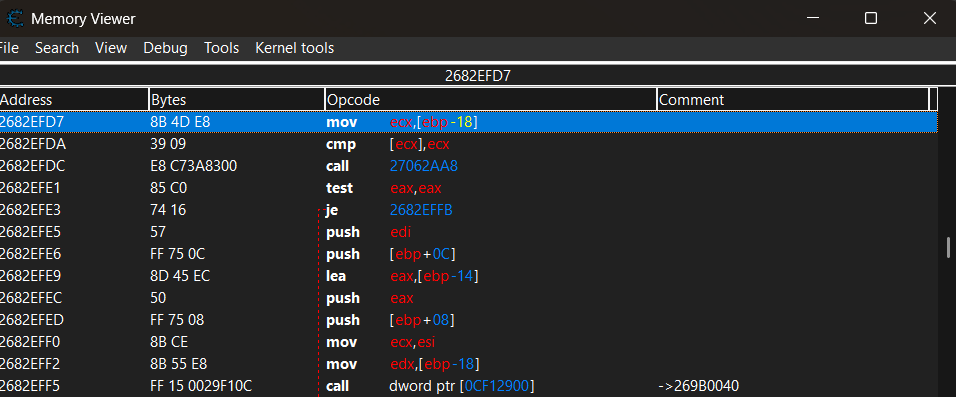 Memory Viewer
File Search View Debug Tools Kernel tools
2682EFD7
Address Bytes Opcode Comment
2682EFD7 8B 4D E8 mov ecx,[ebp-18]
2682EFDA 39 09 cmp [ecx],ecx
2682EFDC E8 C73A8300 call 27062AA8
2682EFE1 85 C0 test eax,eax
2682EFE3 74 16 je 2682EFFB
2682EFE5 57 push edi
2682EFE6 FF 75 0C push [ebp+0C]
2682EFE9 8D 45 EC lea eax,[ebp-14]
2682EFEC 50 push eax
2682EFED FF 75 08 push [ebp+08]
2682EFF0 8B CE mov ecx,esi
2682EFF2 8B 55 E8 mov edx,[ebp-18]
2682EFF5 FF 15 0029F10C call dword ptr [0CF12900] ->269B0040